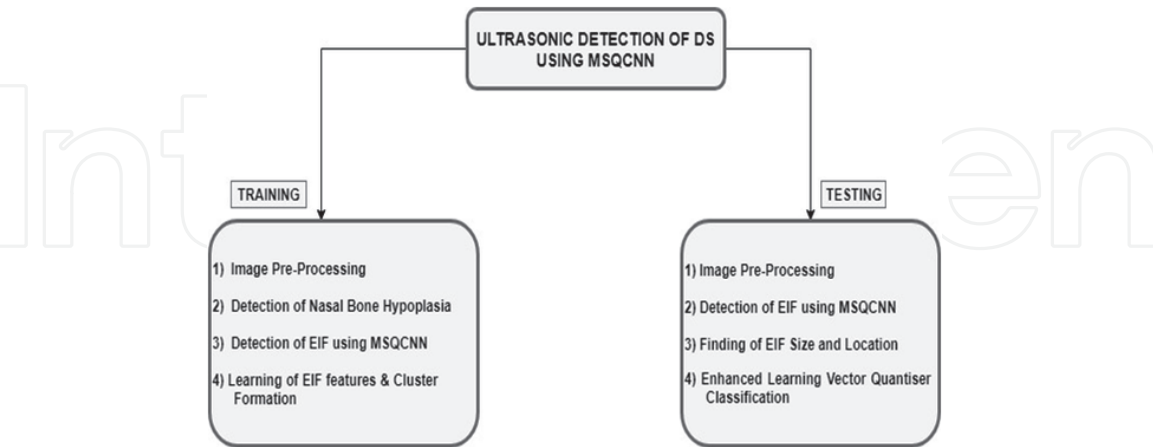 ULTRASONIC DETECTION OF DS
USING MSQCNN
TRAINING
1) Image Pre-Processing
2) Detection of Nasal Bone Hypoplasia
3) Detection of EIF using MSQCNN
4) Learning of EIF features & Cluster
Formation
TESTING
1) Image Pre-Processing
2) Detection of EIF using MSQCNN
3) Finding of EIF Size and Location
4) Enhanced Learning Vector Quantiser
Classification
Int
en